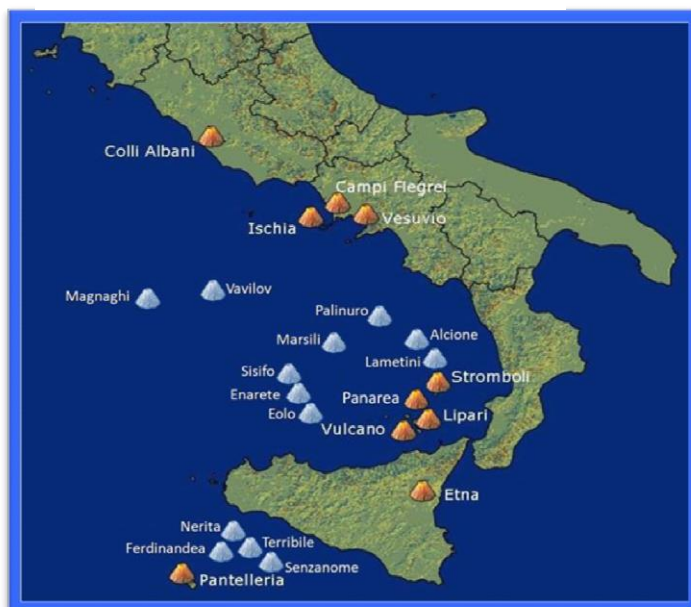 Colli Albani
Campi Flegrei
Ischia
Vesuvio
Magnaghi
Vavilov
Palinuro
Marsili
Alcione
Lametini
Sisifo
Stromboli
Enarete
Panarea
Eolo
Lipari
Vulcano
Etna
Nerita
Ferdinandea
Terribile
Senzanome
Pantelleria